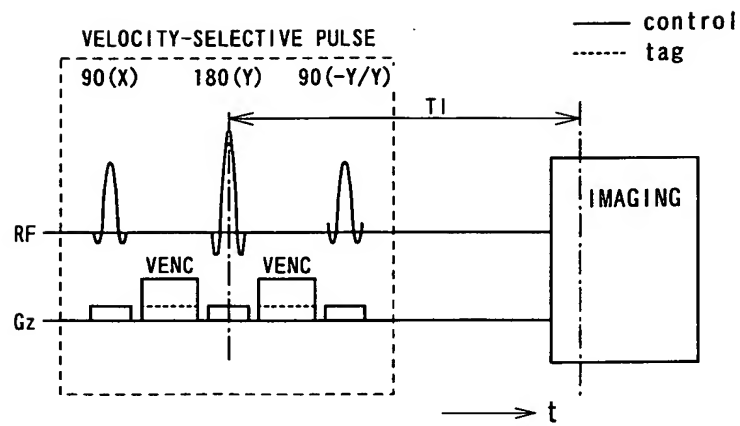 control
VELOCITY-SELECTIVE PULSE
tag
90(X) 180(Y) 90(-Y/Y)
TI
IMAGING
RF
VENC VENC
Gz
t